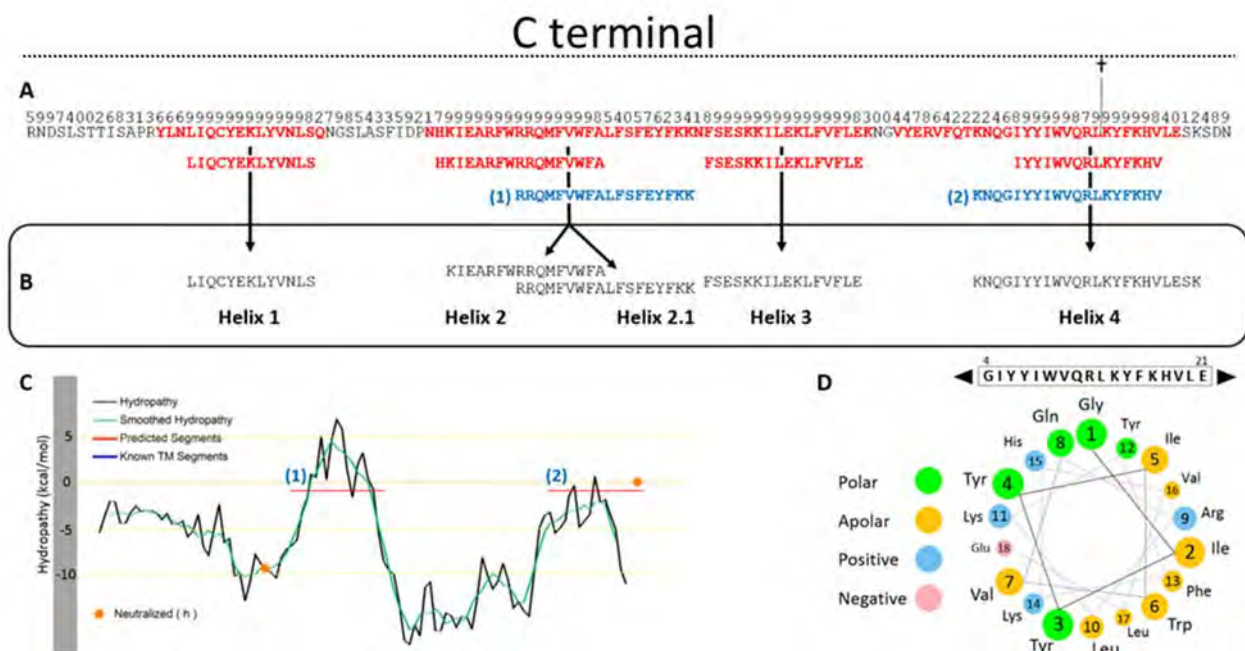 C terminal
†
A
RNDSLSTTISAPRYLNLIQCYEKLYVNLSQNGSLASFIDPNHKIEARFWRRQMFVWFALFSFEYFKKNFSESKKILEKLFVFLEKNGVYERVFQTKNQGIYYIWVQRLKYFKHVLESKSDN
LIQCYEKLYVNLS HKIEARFWRRQMFVWFA FSESKKILEKLFVFLE IYYIWVQRLKYFKHV
(1) RRQMFVWFALFSFEYFKK (2) KNQGIYYIWVQRLKYFKHV
B
LIQCYEKLYVNLS KIEARFWRRQMFVWFA FSESKKILEKLFVFLE KNQGIYYIWVQRLKYFKHVLESK
RRQMFVWFALFSFEYFKK
Helix 1 Helix 2 Helix 2.1 Helix 3 Helix 4
C
Hydropathy (kcal/mol)
Hydropathy
Smoothed Hydropathy
Predicted Segments
Known TM Segments
5
0
-5
-10
(1)
(2)
Neutralized ( h )
D
4 21
GIYYIWVQRLKYFKHVLE
Polar
Apolar
Positive
Negative
Gly 1
Tyr 12
Ile 5
Val 16
Arg 9
Ile 2
Phe 13
Trp 6
Leu 17
Leu 10
Tyr 3
Lys 14
Val 7
Glu 18
Lys 11
Tyr 4
His 15
Gln 8